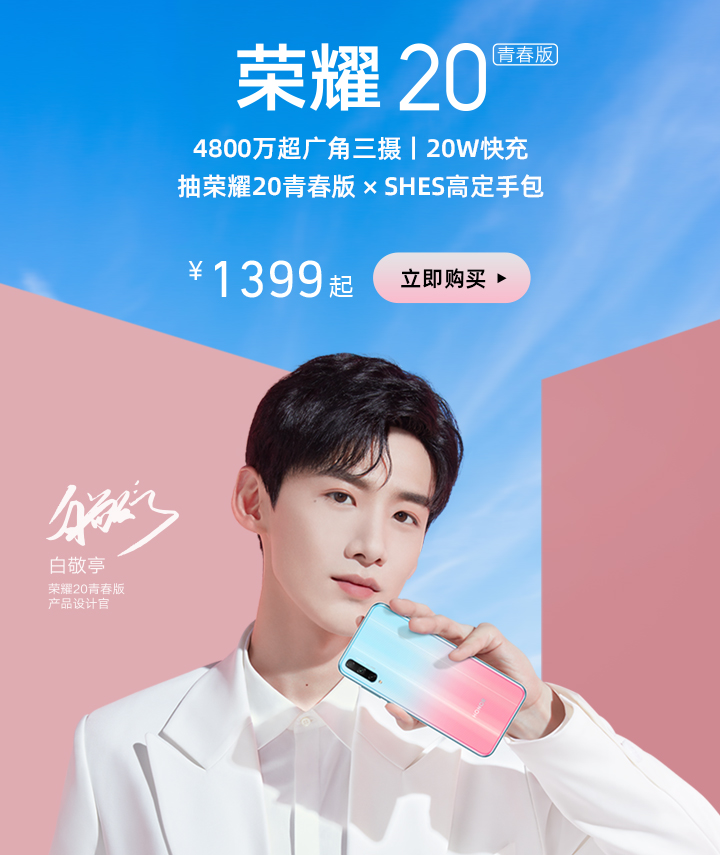 荣耀 20 青春版
4800万超广角三摄 | 20W快充
抽荣耀20青春版 × SHES高定手包
¥1399起
立即购买 ▶
白敬亭
白敬亭
荣耀20青春版
产品设计官